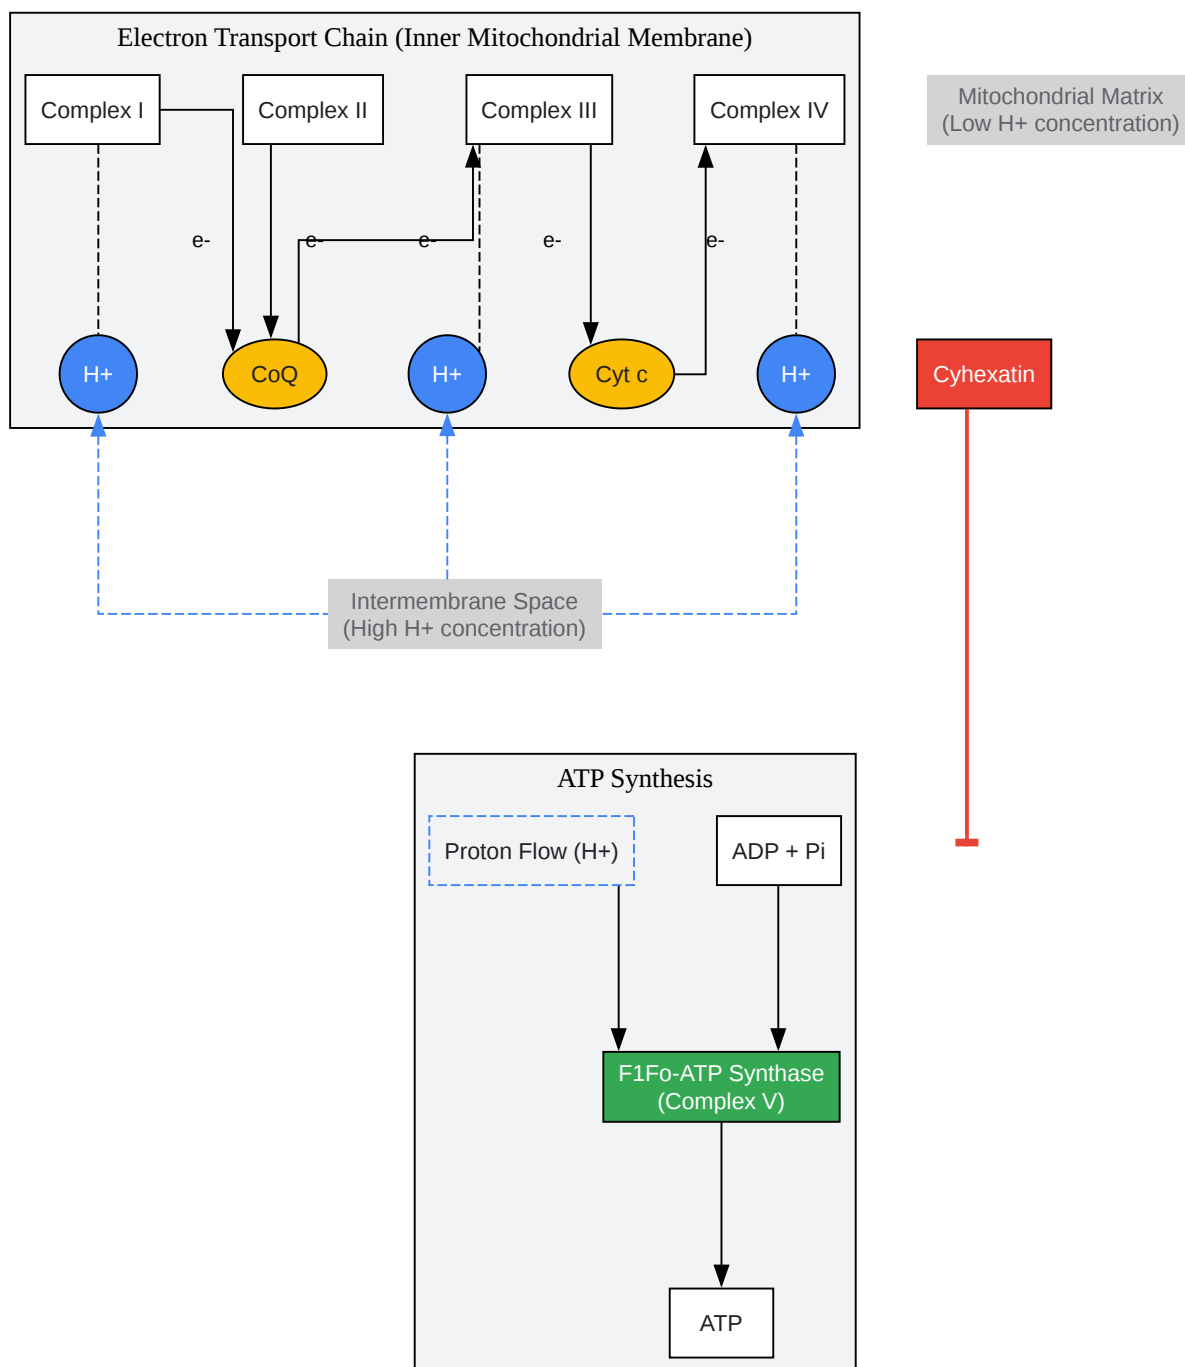 Electron Transport Chain (Inner Mitochondrial Membrane)
Complex I
Complex II
Complex III
Complex IV
Mitochondrial Matrix
(Low H+ concentration)
e-
e-
e-
e-
e-
H+
CoQ
H+
Cyt c
H+
Cyhexatin
Intermembrane Space
(High H+ concentration)
ATP Synthesis
Proton Flow (H+)
ADP + Pi
F1Fo-ATP Synthase
(Complex V)
ATP